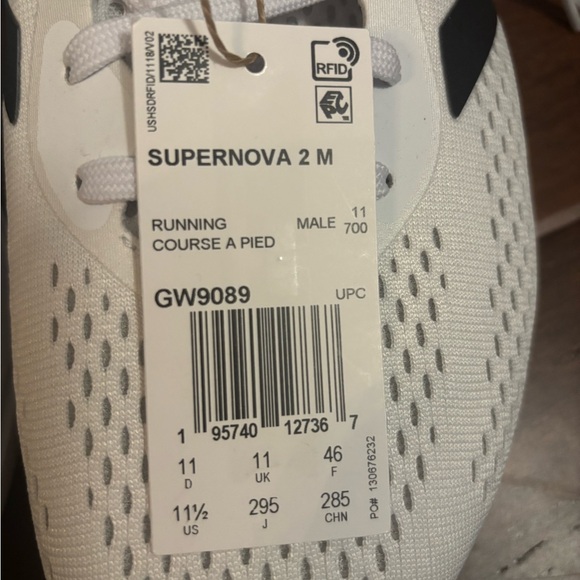 USHSDRFID/1118/V02
RFID
SUPERNOVA 2 M
RUNNING MALE 11
COURSE A PIED 700
GW9089 UPC
1 95740 12736 7
11 11 46
D UK F
11½ 295 285
US J CHN
PO# 130676232